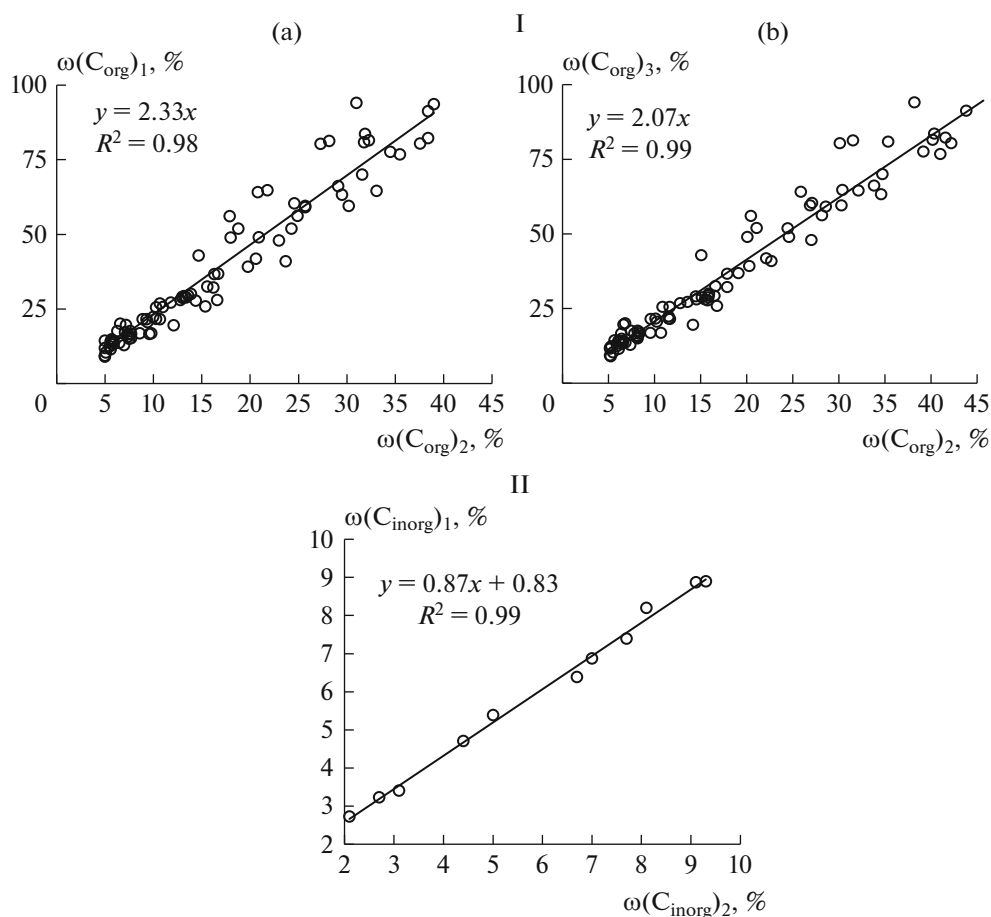 I
(a)
ω(C_org)_1, %
100
75
50
25
0
5 10 15 20 25 30 35 40 45
y = 2.33x
R² = 0.98
ω(C_org)_2, %
(b)
ω(C_org)_3, %
100
75
50
25
0
5 10 15 20 25 30 35 40 45
y = 2.07x
R² = 0.99
ω(C_org)_2, %
II
ω(C_inorg)_1, %
10
9
8
7
6
5
4
3
2
2 3 4 5 6 7 8 9 10
y = 0.87x + 0.83
R² = 0.99
ω(C_inorg)_2, %